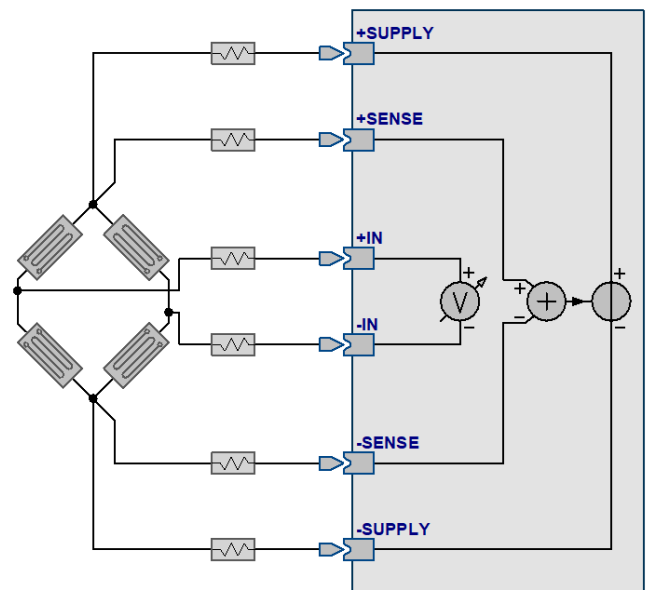 +SUPPLY
+SENSE
+IN
+
V
-
-IN
+
-
+
+
-
-SENSE
-SUPPLY